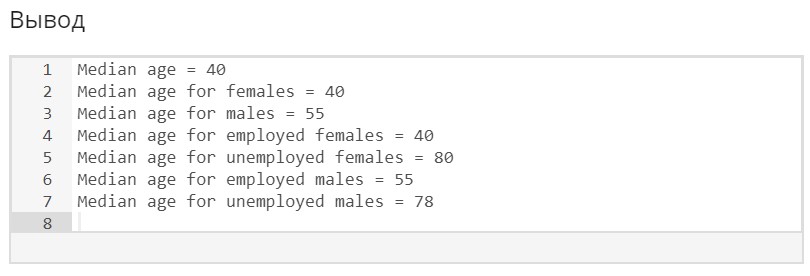 Вывод
1 Median age = 40
2 Median age for females = 40
3 Median age for males = 55
4 Median age for employed females = 40
5 Median age for unemployed females = 80
6 Median age for employed males = 55
7 Median age for unemployed males = 78
8